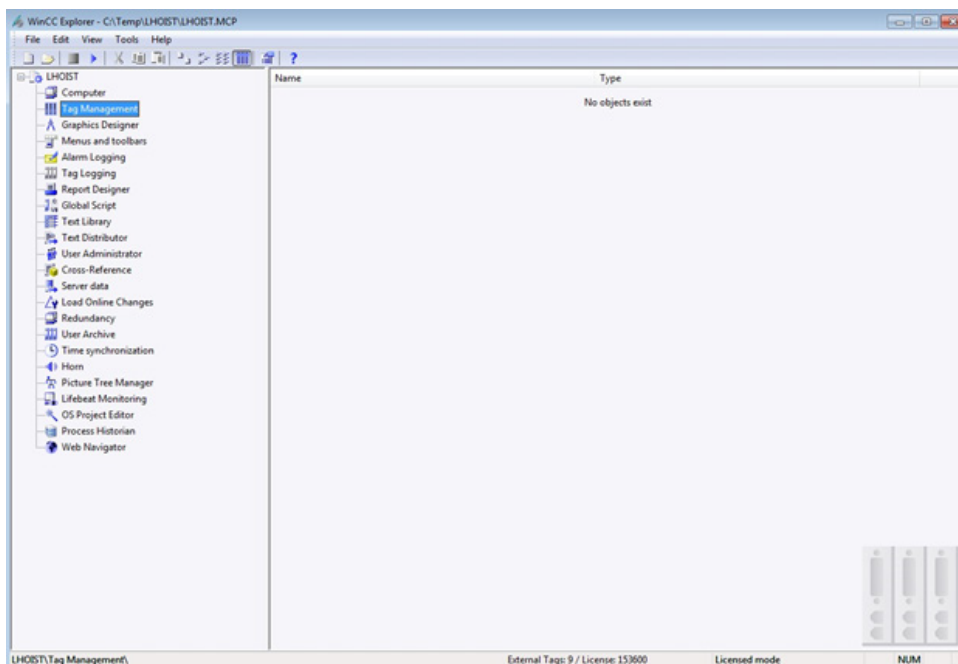 WinCC Explorer - C:\Temp\LHOIST\LHOIST.MCP
File Edit View Tools Help
LHOIST
Computer
Tag Management
Graphics Designer
Menus and toolbars
Alarm Logging
Tag Logging
Report Designer
Global Script
Text Library
Text Distributor
User Administrator
Cross-Reference
Server data
Load Online Changes
Redundancy
User Archive
Time synchronization
Horn
Picture Tree Manager
Lifebeat Monitoring
OS Project Editor
Process Historian
Web Navigator
Name Type
No objects exist
LHOIST\Tag Management\ External Tags: 9 / License: 153600 Licensed mode NUM